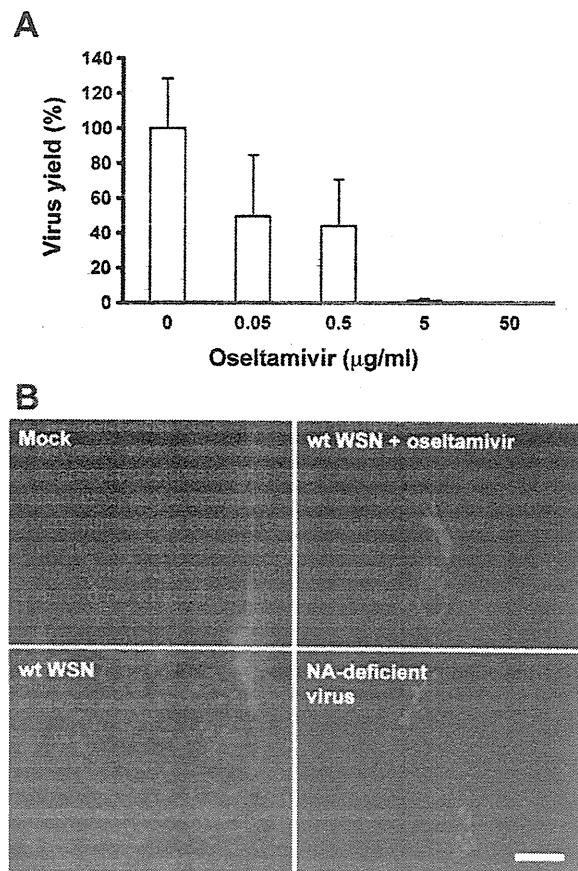 A
Virus yield (%)
140
120
100
80
60
40
20
0
0 0.05 0.5 5 50
Oseltamivir (μg/ml)
B
Mock
wt WSN + oseltamivir
wt WSN
NA-deficient
virus